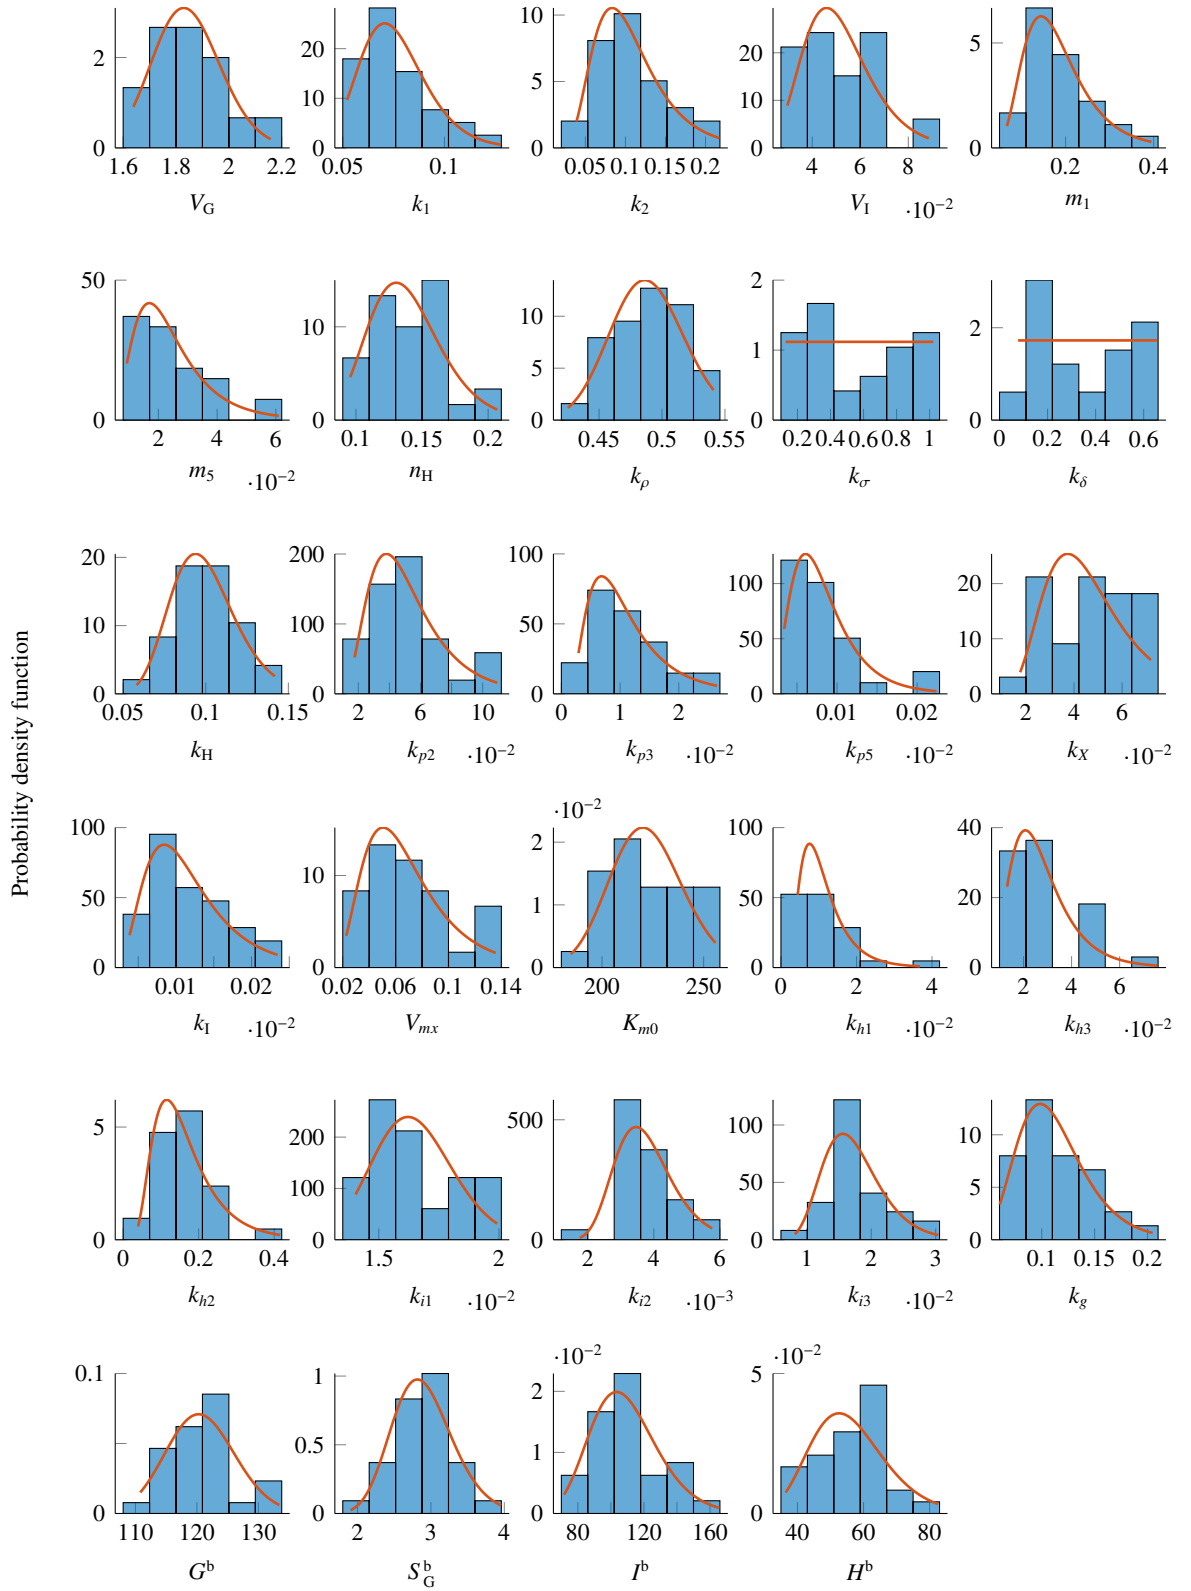 Probability density function
0 2
1.6 1.8 2 2.2
V_G
0 10 20
0.05 0.1
k_1
0 5 10
0.05 0.1 0.15 0.2
k_2
0 10 20
4 6 8
V_I ·10^−2
0 5
0.2 0.4
m_1
0 50
2 4 6
m_5 ·10^−2
0 10
0.1 0.15 0.2
n_H
0 5 10
0.45 0.5 0.55
k_ρ
0 1 2
0.2 0.4 0.6 0.8 1
k_σ
0 2
0 0.2 0.4 0.6
k_δ
0 10 20
0.05 0.1 0.15
k_H
0 100 200
2 6 10
k_p2 ·10^−2
0 50 100
0 1 2
k_p3 ·10^−2
0 50 100
0.01 0.02
k_p5 ·10^−2
0 10 20
2 4 6
k_X ·10^−2
0 50 100
0.01 0.02
k_I ·10^−2
0 10
0.02 0.06 0.1 0.14
V_mx
·10^−2
0 1 2
200 250
K_m0
0 50 100
0 2 4
k_h1 ·10^−2
0 20 40
2 4 6
k_h3 ·10^−2
0 5
0 0.2 0.4
k_h2
0 100 200
1.5 2
k_i1 ·10^−2
0 500
2 4 6
k_i2 ·10^−3
0 50 100
1 2 3
k_i3 ·10^−2
0 5 10
0.1 0.15 0.2
k_g
0 0.1
110 120 130
G^b
0 0.5 1
2 3 4
S_G^b
·10^−2
0 1 2
80 120 160
I^b
·10^−2
0 5
40 60 80
H^b